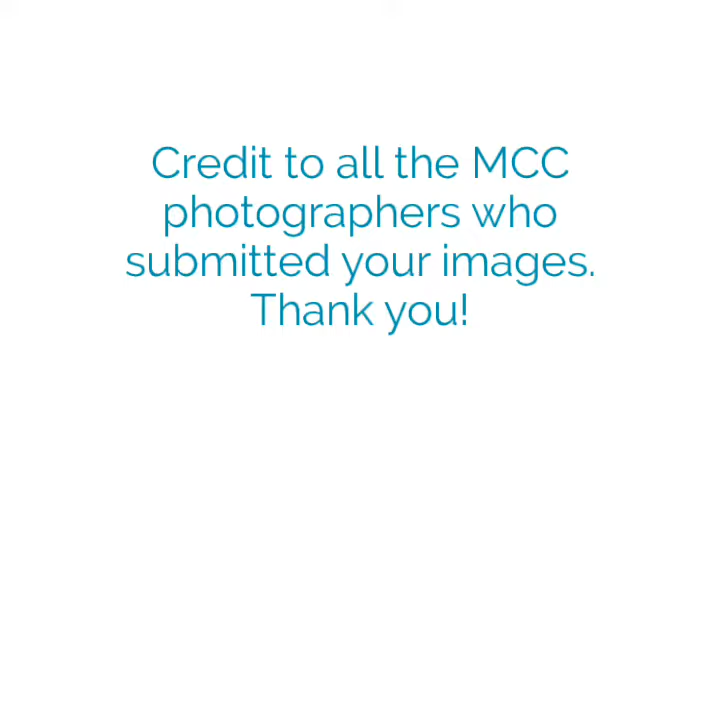 Credit to all the MCC
photographers who
submitted your images.
Thank you!